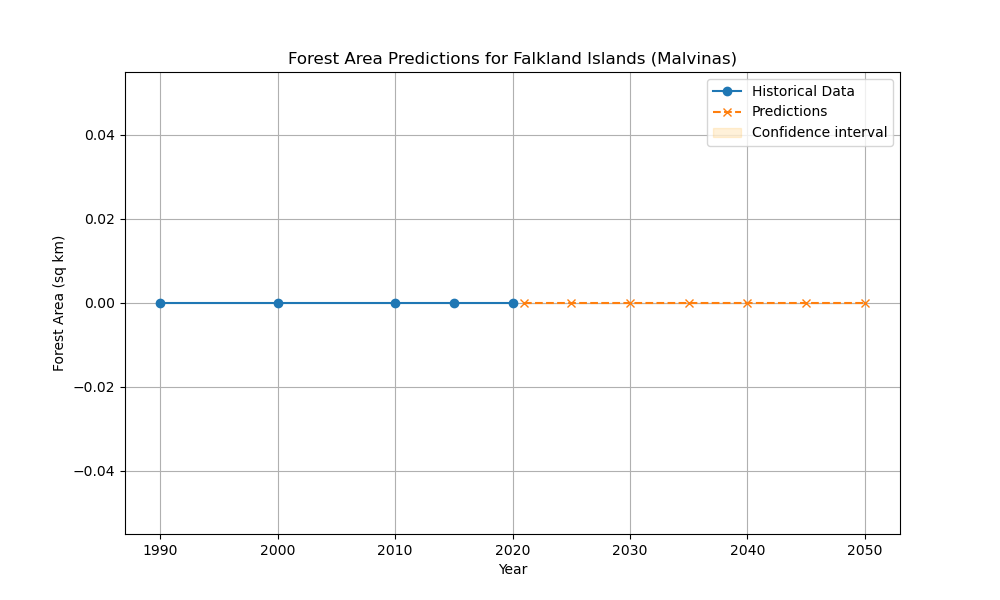 Forest Area Predictions for Falkland Islands (Malvinas)
Historical Data
Predictions
Confidence interval
Forest Area (sq km)
0.04
0.02
0.00
−0.02
−0.04
1990 2000 2010 2020 2030 2040 2050
Year